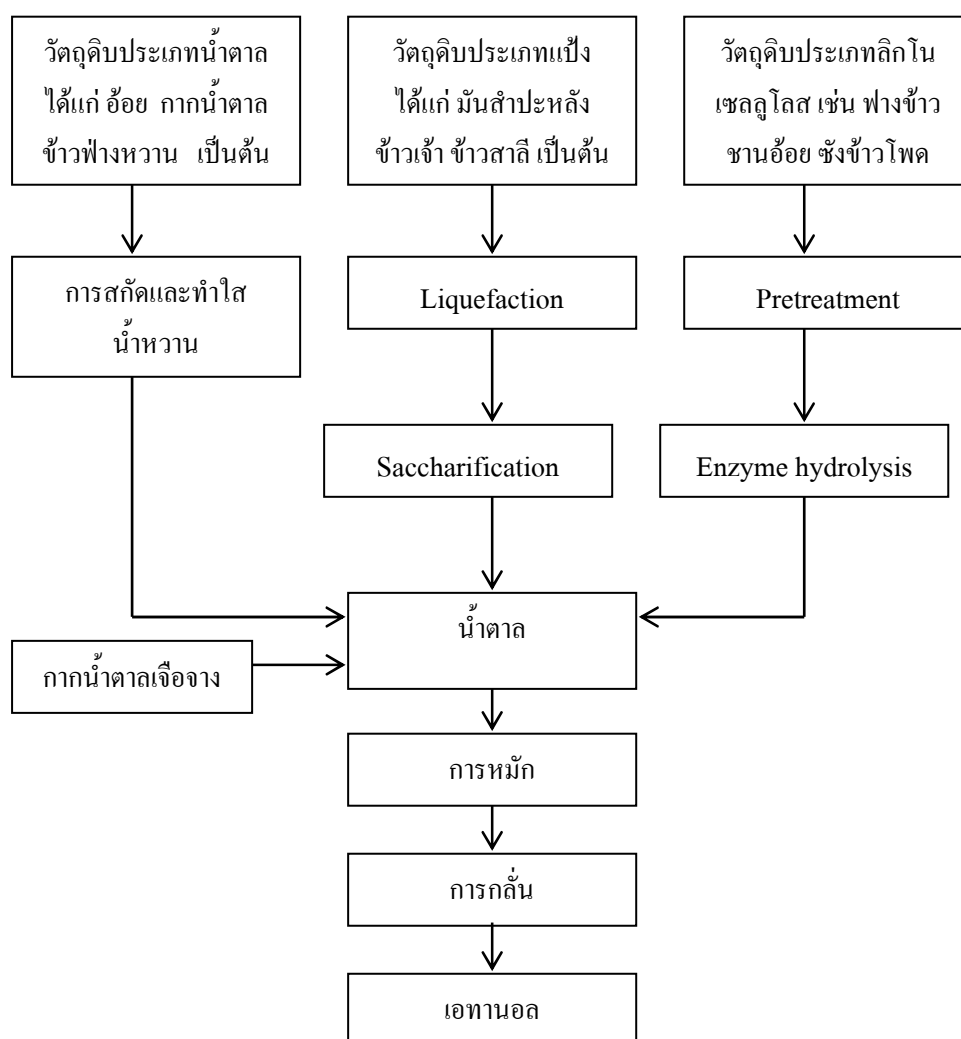 วัตถุดิบประเภทน้ำตาล
ได้แก่ อ้อย กากน้ำตาล
ข้าวฟ่างหวาน เป็นต้น
วัตถุดิบประเภทแป้ง
ได้แก่ มันสำปะหลัง
ข้าวเจ้า ข้าวสาลี เป็นต้น
วัตถุดิบประเภทลิกโน
เซลลูโลส เช่น ฟางข้าว
ชานอ้อย ซังข้าวโพด
การสกัดและทำใส
น้ำหวาน
Liquefaction
Pretreatment
Saccharification
Enzyme hydrolysis
น้ำตาล
กากน้ำตาลเจือจาง
การหมัก
การกลั่น
เอทานอล